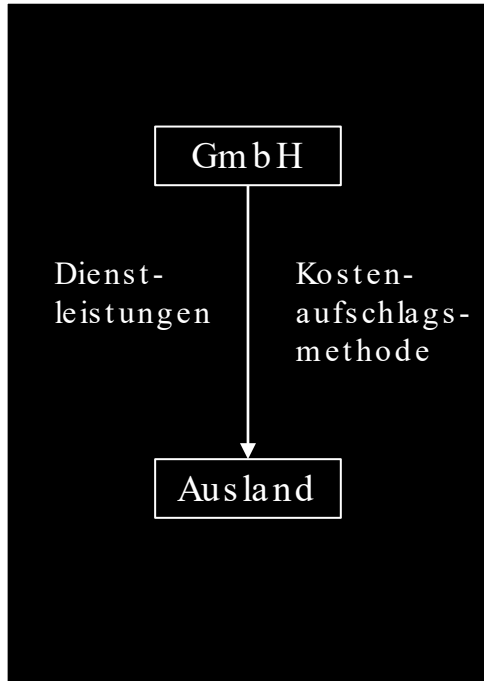 GmbH
Dienst-
leistungen
Kosten-
aufschlags-
methode
Ausland